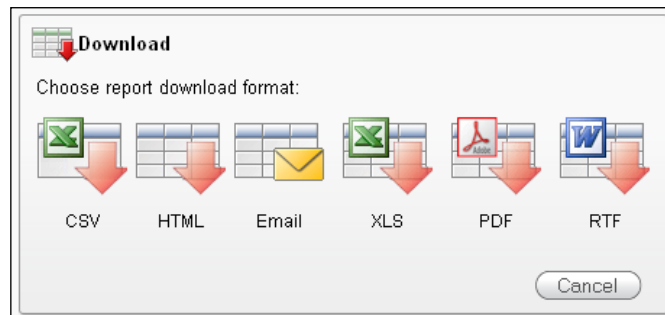 Download
Choose report download format:
CSV HTML Email XLS PDF RTF
Cancel